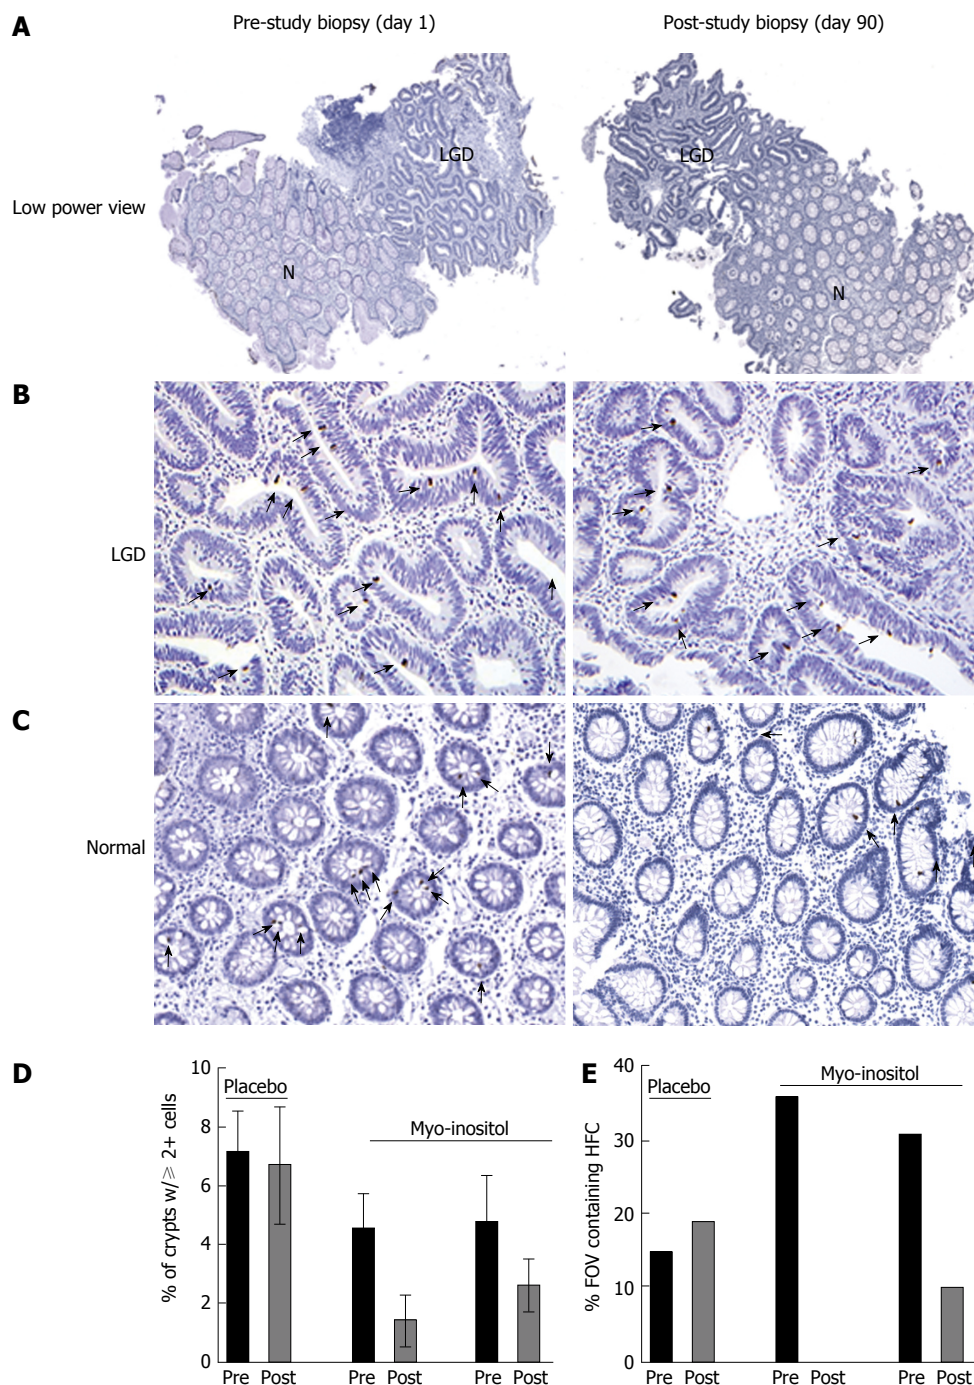 A
Pre-study biopsy (day 1)
Post-study biopsy (day 90)
Low power view
LGD
N
LGD
N
B
LGD
C
Normal
D
% of crypts w/≥ 2+ cells
10
8
6
4
2
0
Placebo
Myo-inositol
Pre Post
Pre Post
Pre Post
E
% FOV containing HFC
40
30
20
10
0
Placebo
Myo-inositol
Pre Post
Pre Post
Pre Post